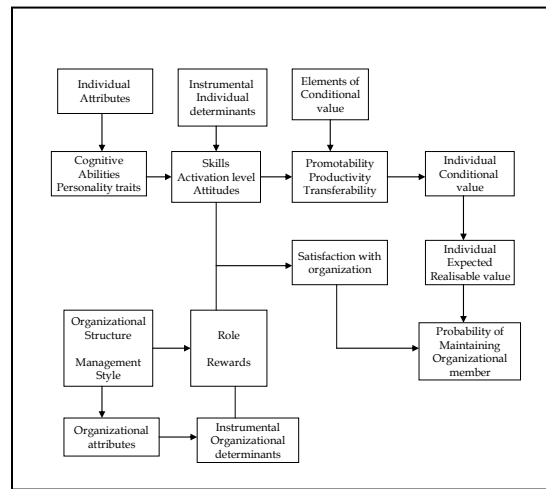 Individual
Attributes
Instrumental
Individual
determinants
Elements of
Conditional
value
Cognitive
Abilities
Personality traits
Skills
Activation level
Attitudes
Promotability
Productivity
Transferability
Individual
Conditional
value
Satisfaction with
organization
Individual
Expected
Realisable value
Organizational
Structure
Management
Style
Role
Rewards
Probability of
Maintaining
Organizational
member
Organizational
attributes
Instrumental
Organizational
determinants